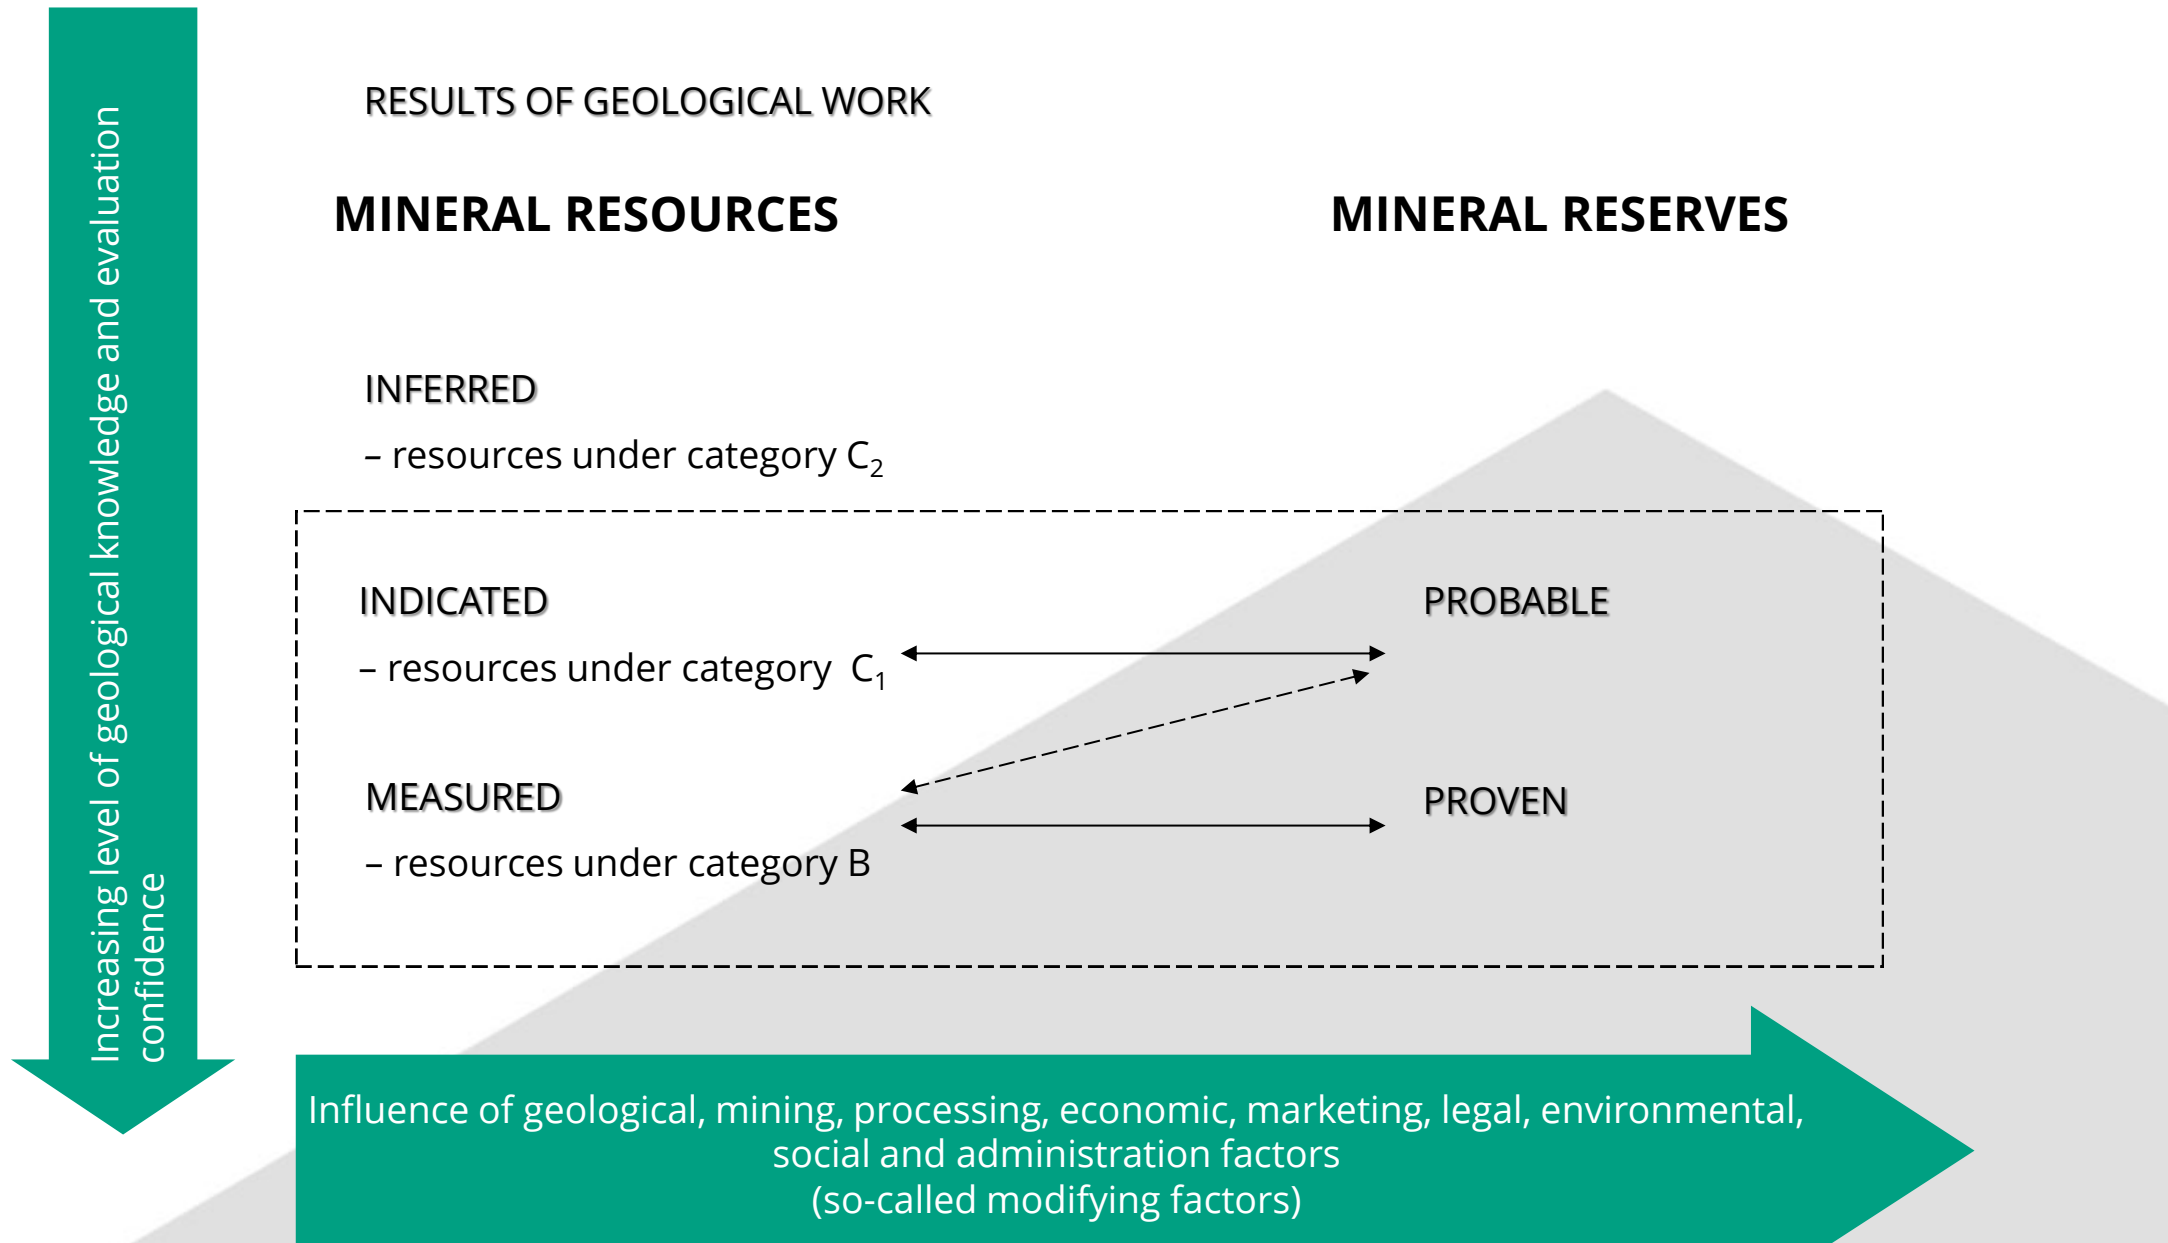 Increasing level of geological knowledge and evaluation
confidence
RESULTS OF GEOLOGICAL WORK
MINERAL RESOURCES
MINERAL RESERVES
INFERRED
– resources under category C₂
INDICATED
– resources under category C₁
PROBABLE
MEASURED
– resources under category B
PROVEN
Influence of geological, mining, processing, economic, marketing, legal, environmental,
social and administration factors
(so-called modifying factors)